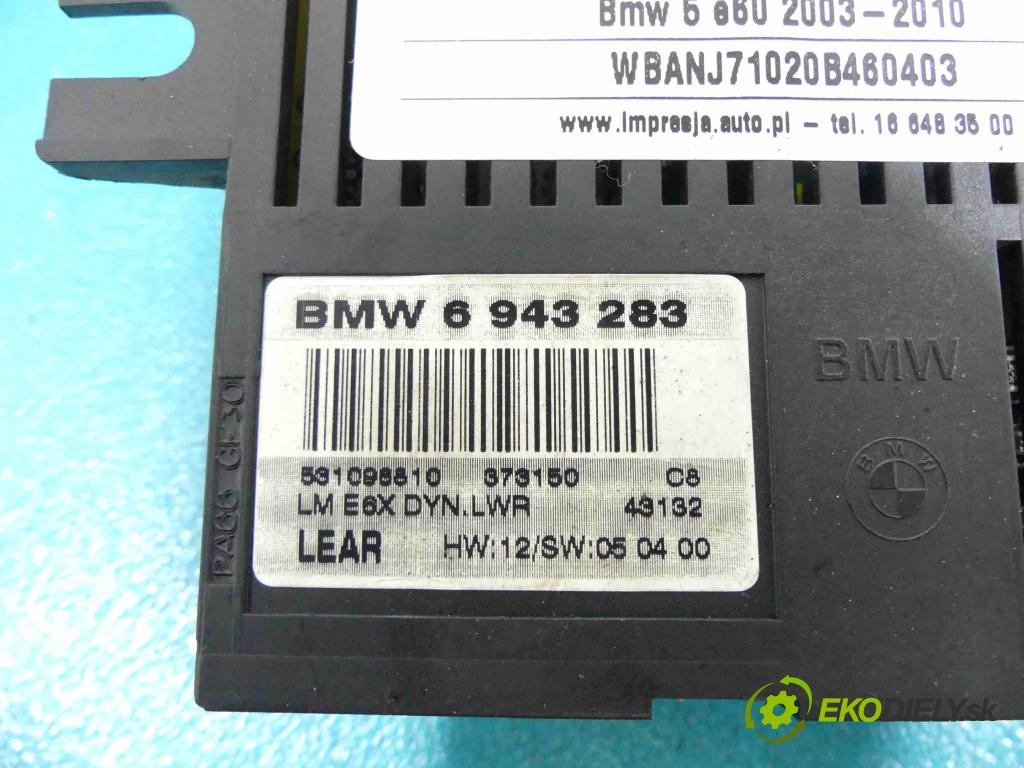 Bmw 5 e60 2003-2010
WBANJ71020B460403
www.impresja.auto.pl - tel. 16 648 35 00
BMW 6 943 283
531098810 373150 C8
LM E6X DYN.LWR 43132
LEAR HW:12/SW:05 04 00
BMW
BMW
PA66 GF30
EKODIELY.sk